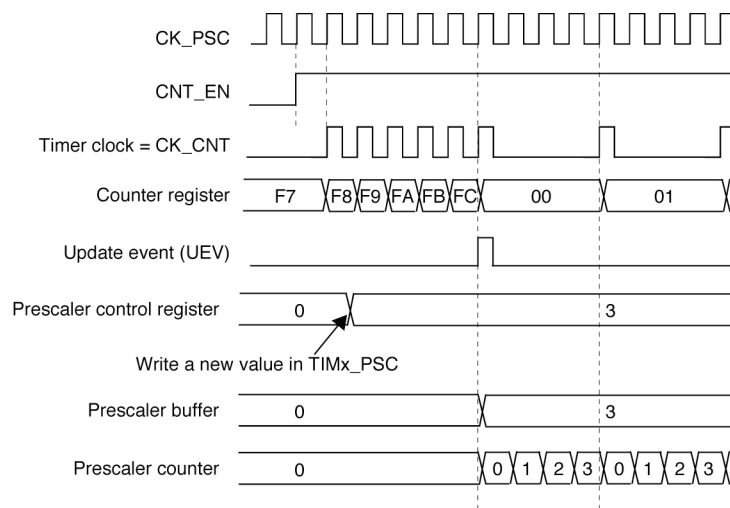 CK_PSC
CNT_EN
Timer clock = CK_CNT
Counter register F7 F8 F9 FA FB FC 00 01
Update event (UEV)
Prescaler control register 0 3
Write a new value in TIMx_PSC
Prescaler buffer 0 3
Prescaler counter 0 0 1 2 3 0 1 2 3